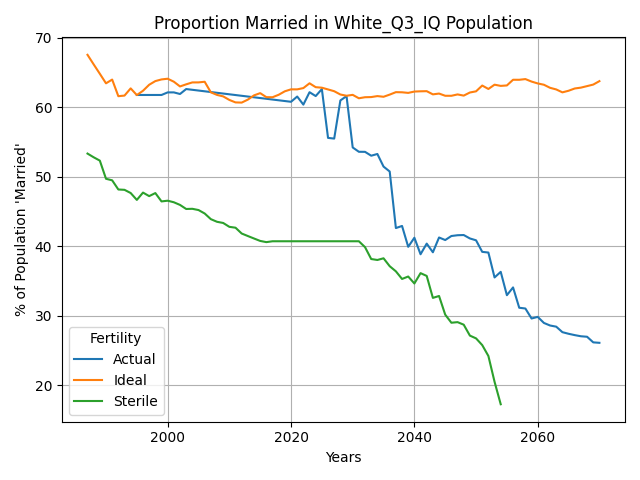 Proportion Married in White_Q3_IQ Population
% of Population 'Married'
70
60
50
40
30
20
Fertility
Actual
Ideal
Sterile
2000
2020
2040
2060
Years